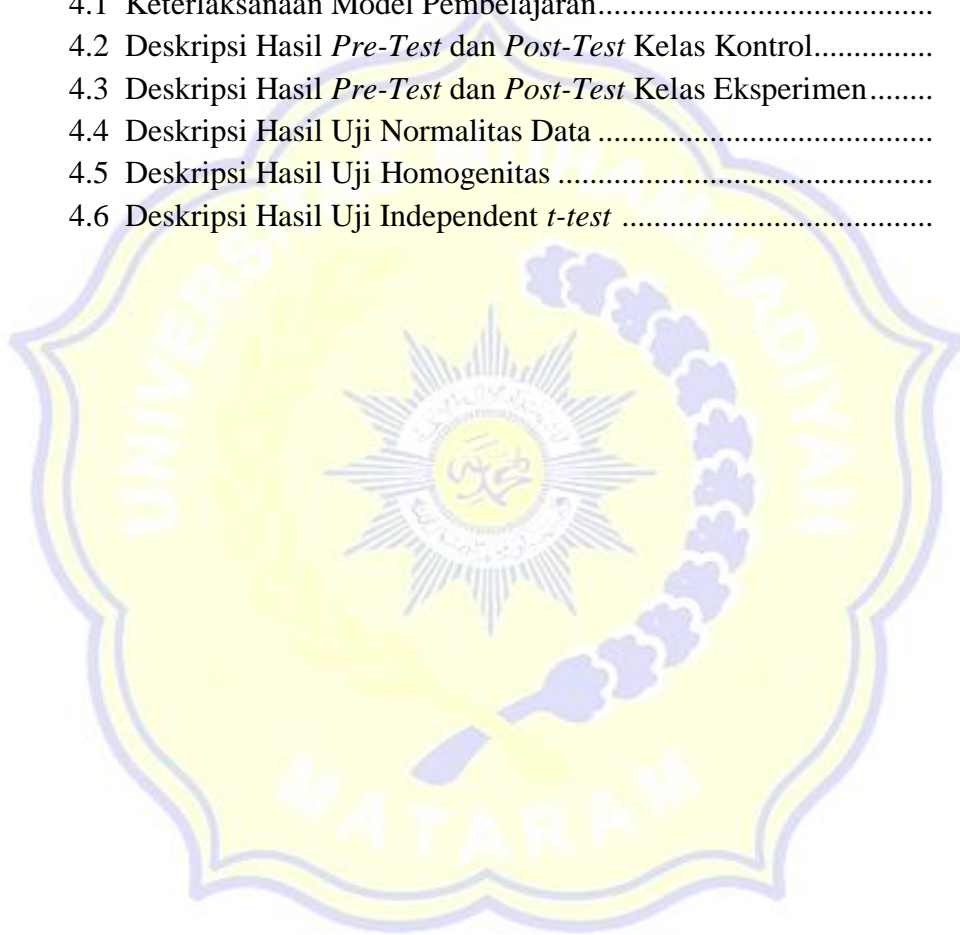 4.1 Keterlaksanaan Model Pembelajaran.....................................
4.2 Deskripsi Hasil Pre-Test dan Post-Test Kelas Kontrol..............
4.3 Deskripsi Hasil Pre-Test dan Post-Test Kelas Eksperimen........
4.4 Deskripsi Hasil Uji Normalitas Data .....................................
4.5 Deskripsi Hasil Uji Homogenitas .........................................
4.6 Deskripsi Hasil Uji Independent t-test ..................................
UNIVERSITAS MUHAMMADIYAH
MATARAM